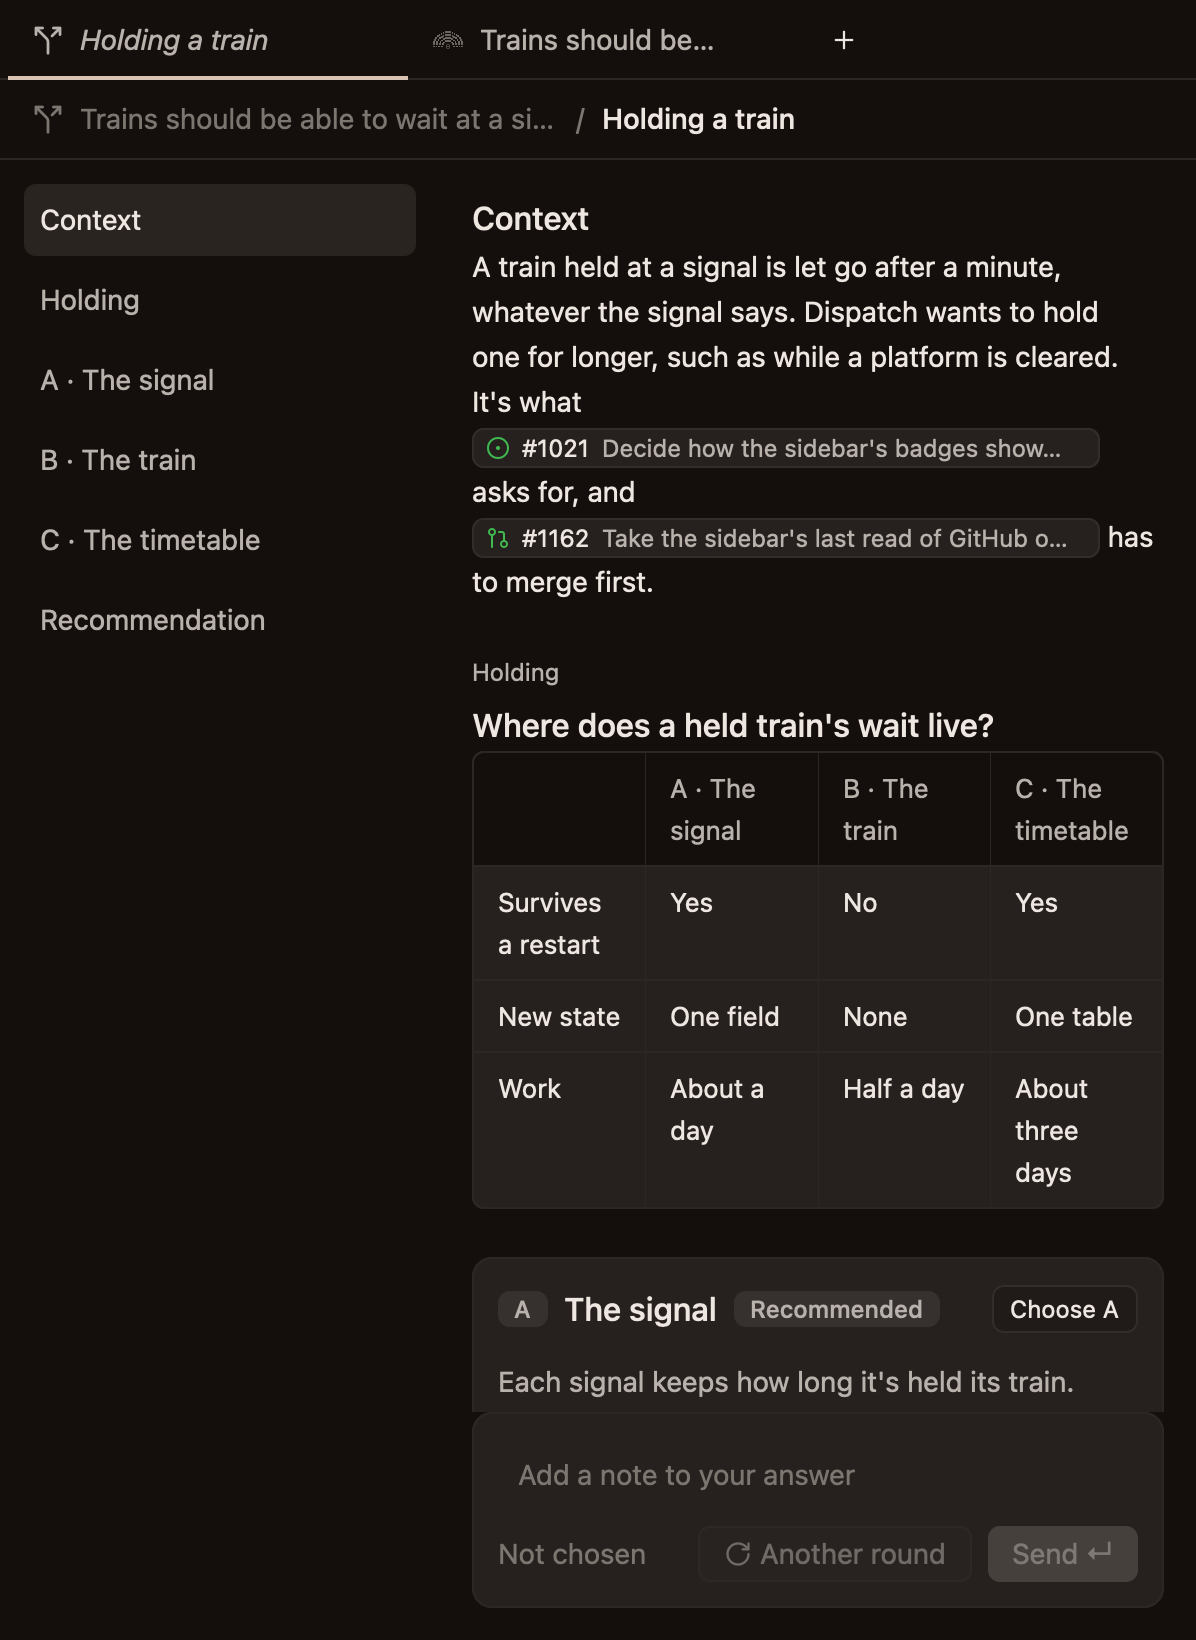 Holding a train
Trains should be...
+
Trains should be able to wait at a si... / Holding a train
Context
Holding
A · The signal
B · The train
C · The timetable
Recommendation
Context
A train held at a signal is let go after a minute,
whatever the signal says. Dispatch wants to hold
one for longer, such as while a platform is cleared.
It's what
#1021 Decide how the sidebar's badges show...
asks for, and
#1162 Take the sidebar's last read of GitHub o... has
to merge first.
Holding
Where does a held train's wait live?
A · The
signal
B · The
train
C · The
timetable
Survives
a restart
Yes
No
Yes
New state
One field
None
One table
Work
About a
day
Half a day
About
three
days
A
The signal
Recommended
Choose A
Each signal keeps how long it's held its train.
Add a note to your answer
Not chosen
Another round
Send